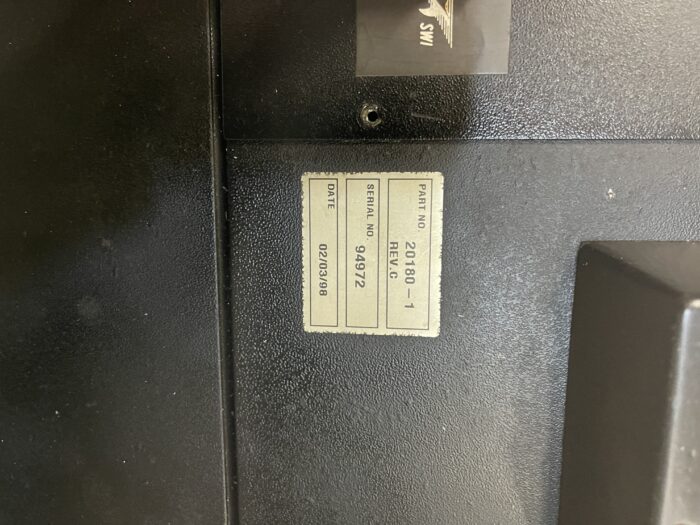 SWI
PART NO. 20180-1
REV.C
SERIAL NO. 94972
DATE 02/03/98